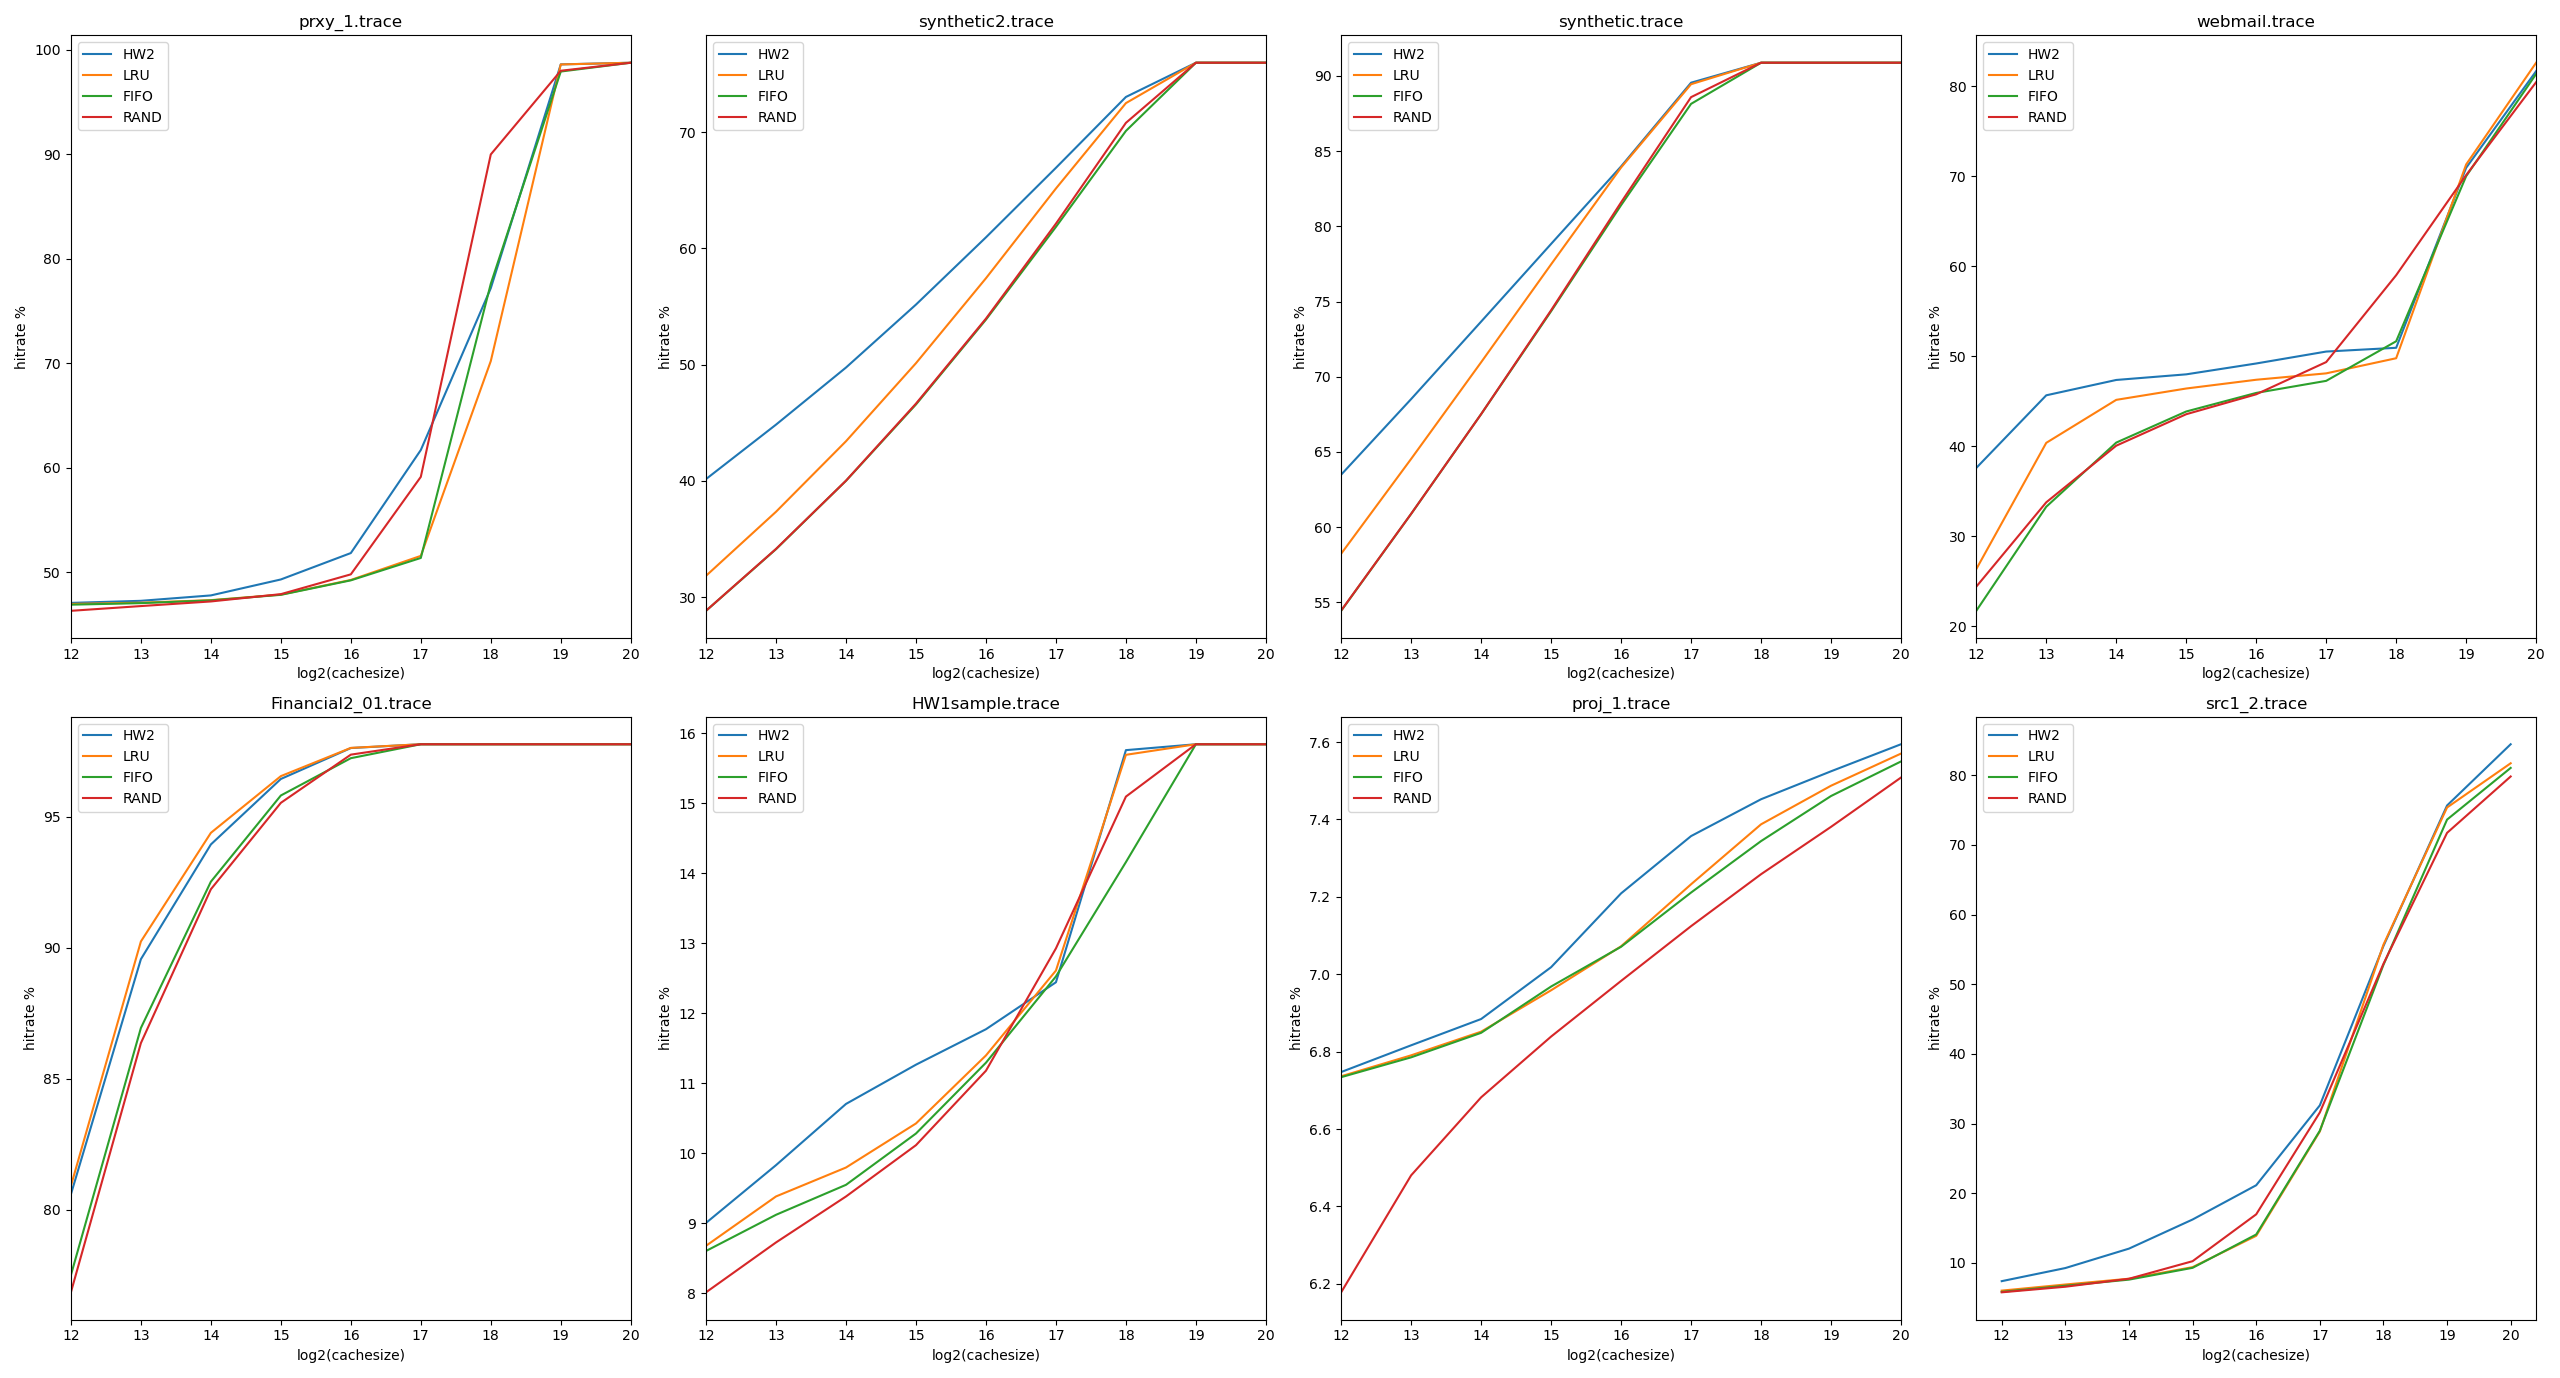 prxy_1.trace
HW2
LRU
FIFO
RAND
100
90
80
70
60
50
hitrate %
12 13 14 15 16 17 18 19 20
log2(cachesize)
synthetic2.trace
HW2
LRU
FIFO
RAND
70
60
50
40
30
hitrate %
12 13 14 15 16 17 18 19 20
log2(cachesize)
synthetic.trace
HW2
LRU
FIFO
RAND
90
85
80
75
70
65
60
55
hitrate %
12 13 14 15 16 17 18 19 20
log2(cachesize)
webmail.trace
HW2
LRU
FIFO
RAND
80
70
60
50
40
30
20
hitrate %
12 13 14 15 16 17 18 19 20
log2(cachesize)
Financial2_01.trace
HW2
LRU
FIFO
RAND
95
90
85
80
hitrate %
12 13 14 15 16 17 18 19 20
log2(cachesize)
HW1sample.trace
HW2
LRU
FIFO
RAND
16
15
14
13
12
11
10
9
8
hitrate %
12 13 14 15 16 17 18 19 20
log2(cachesize)
proj_1.trace
HW2
LRU
FIFO
RAND
7.6
7.4
7.2
7.0
6.8
6.6
6.4
6.2
hitrate %
12 13 14 15 16 17 18 19 20
log2(cachesize)
src1_2.trace
HW2
LRU
FIFO
RAND
80
70
60
50
40
30
20
10
hitrate %
12 13 14 15 16 17 18 19 20
log2(cachesize)